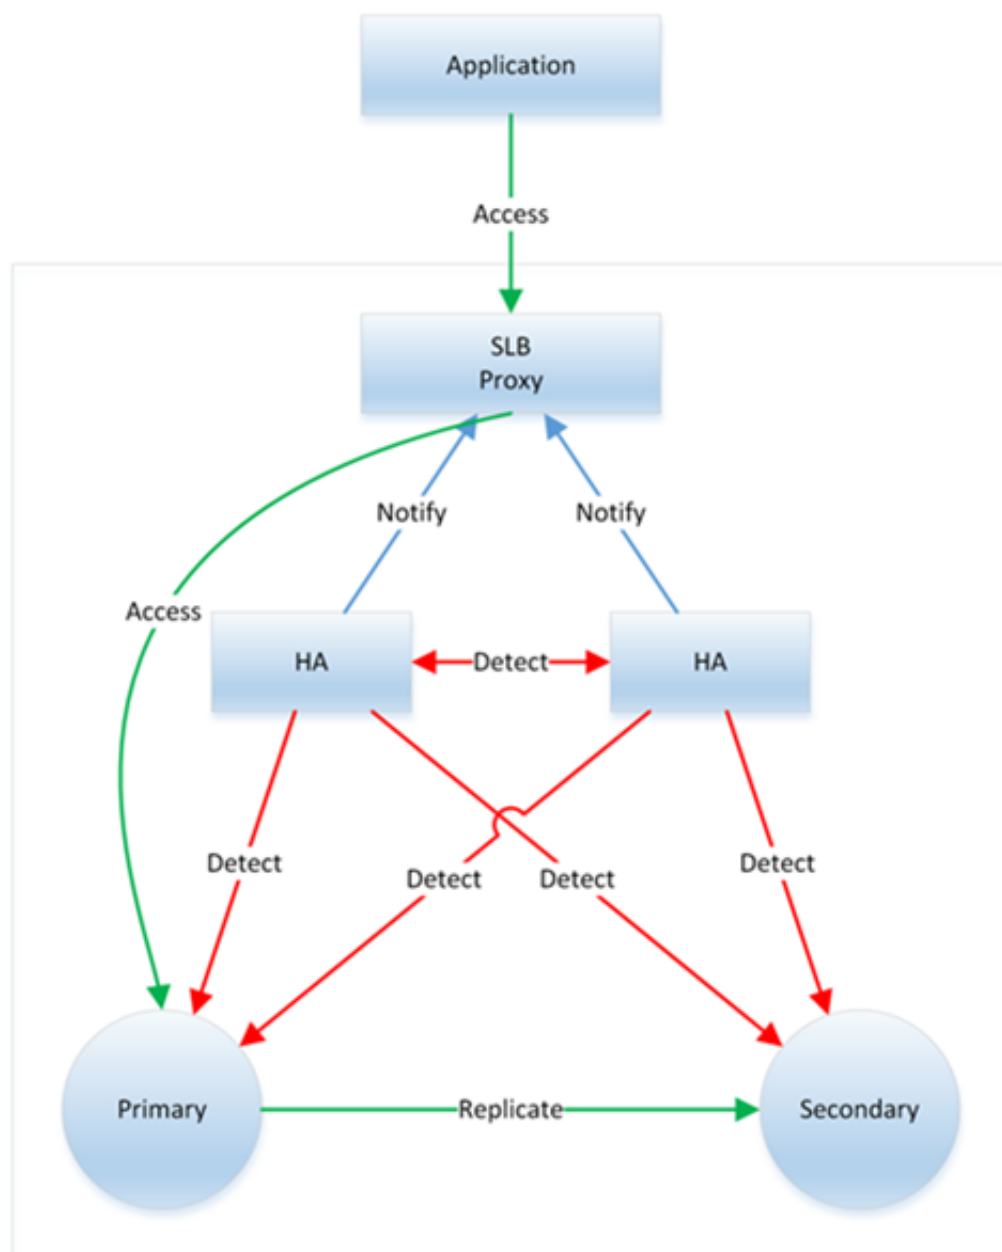 Application
Access
SLB
Proxy
Notify
Notify
Access
HA
Detect
HA
Detect
Detect
Detect
Detect
Primary
Replicate
Secondary